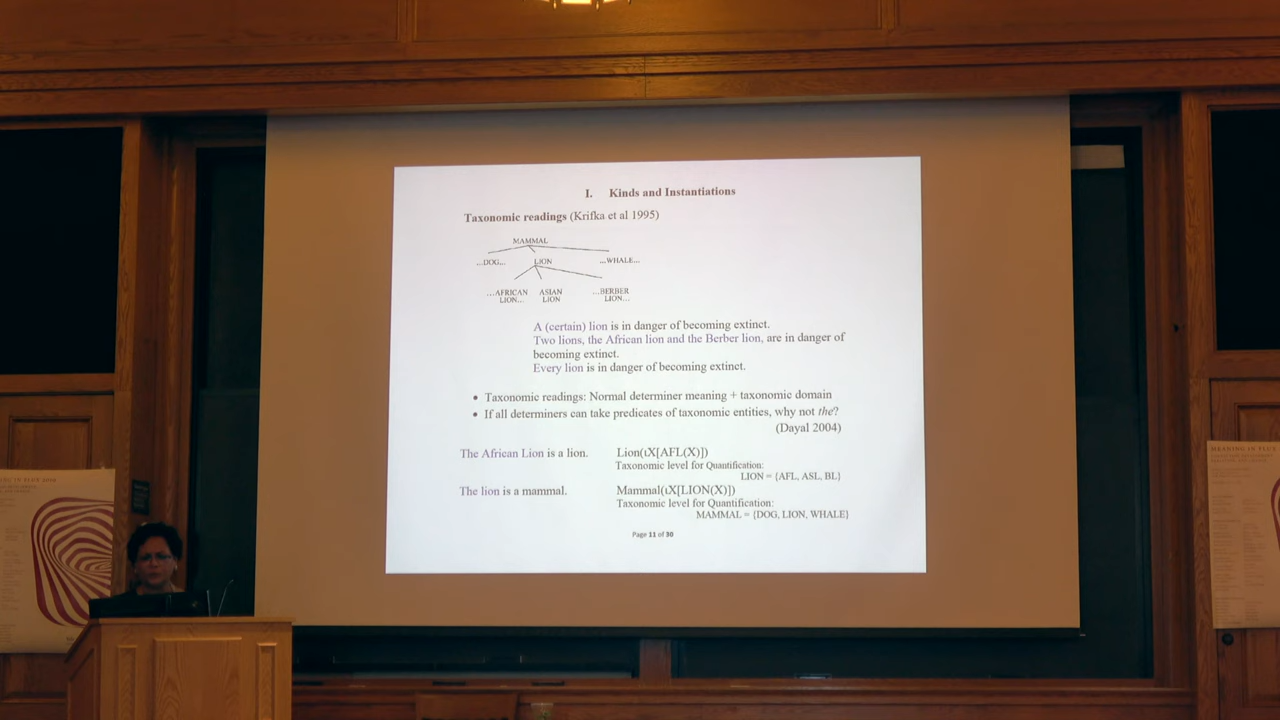 I. Kinds and Instantiations
Taxonomic readings (Krifka et al 1995)
MAMMAL
...DOG... LION ...WHALE...
...AFRICAN ASIAN ...BERBER
LION... LION LION...
A (certain) lion is in danger of becoming extinct.
Two lions, the African lion and the Berber lion, are in danger of
becoming extinct.
Every lion is in danger of becoming extinct.
• Taxonomic readings: Normal determiner meaning + taxonomic domain
• If all determiners can take predicates of taxonomic entities, why not the?
(Dayal 2004)
The African Lion is a lion. Lion(ιX[AFL(X)])
Taxonomic level for Quantification:
LION = {AFL, ASL, BL}
The lion is a mammal. Mammal(ιX[LION(X)])
Taxonomic level for Quantification:
MAMMAL = {DOG, LION, WHALE}
Page 11 of 30
MEANING IN FLUX